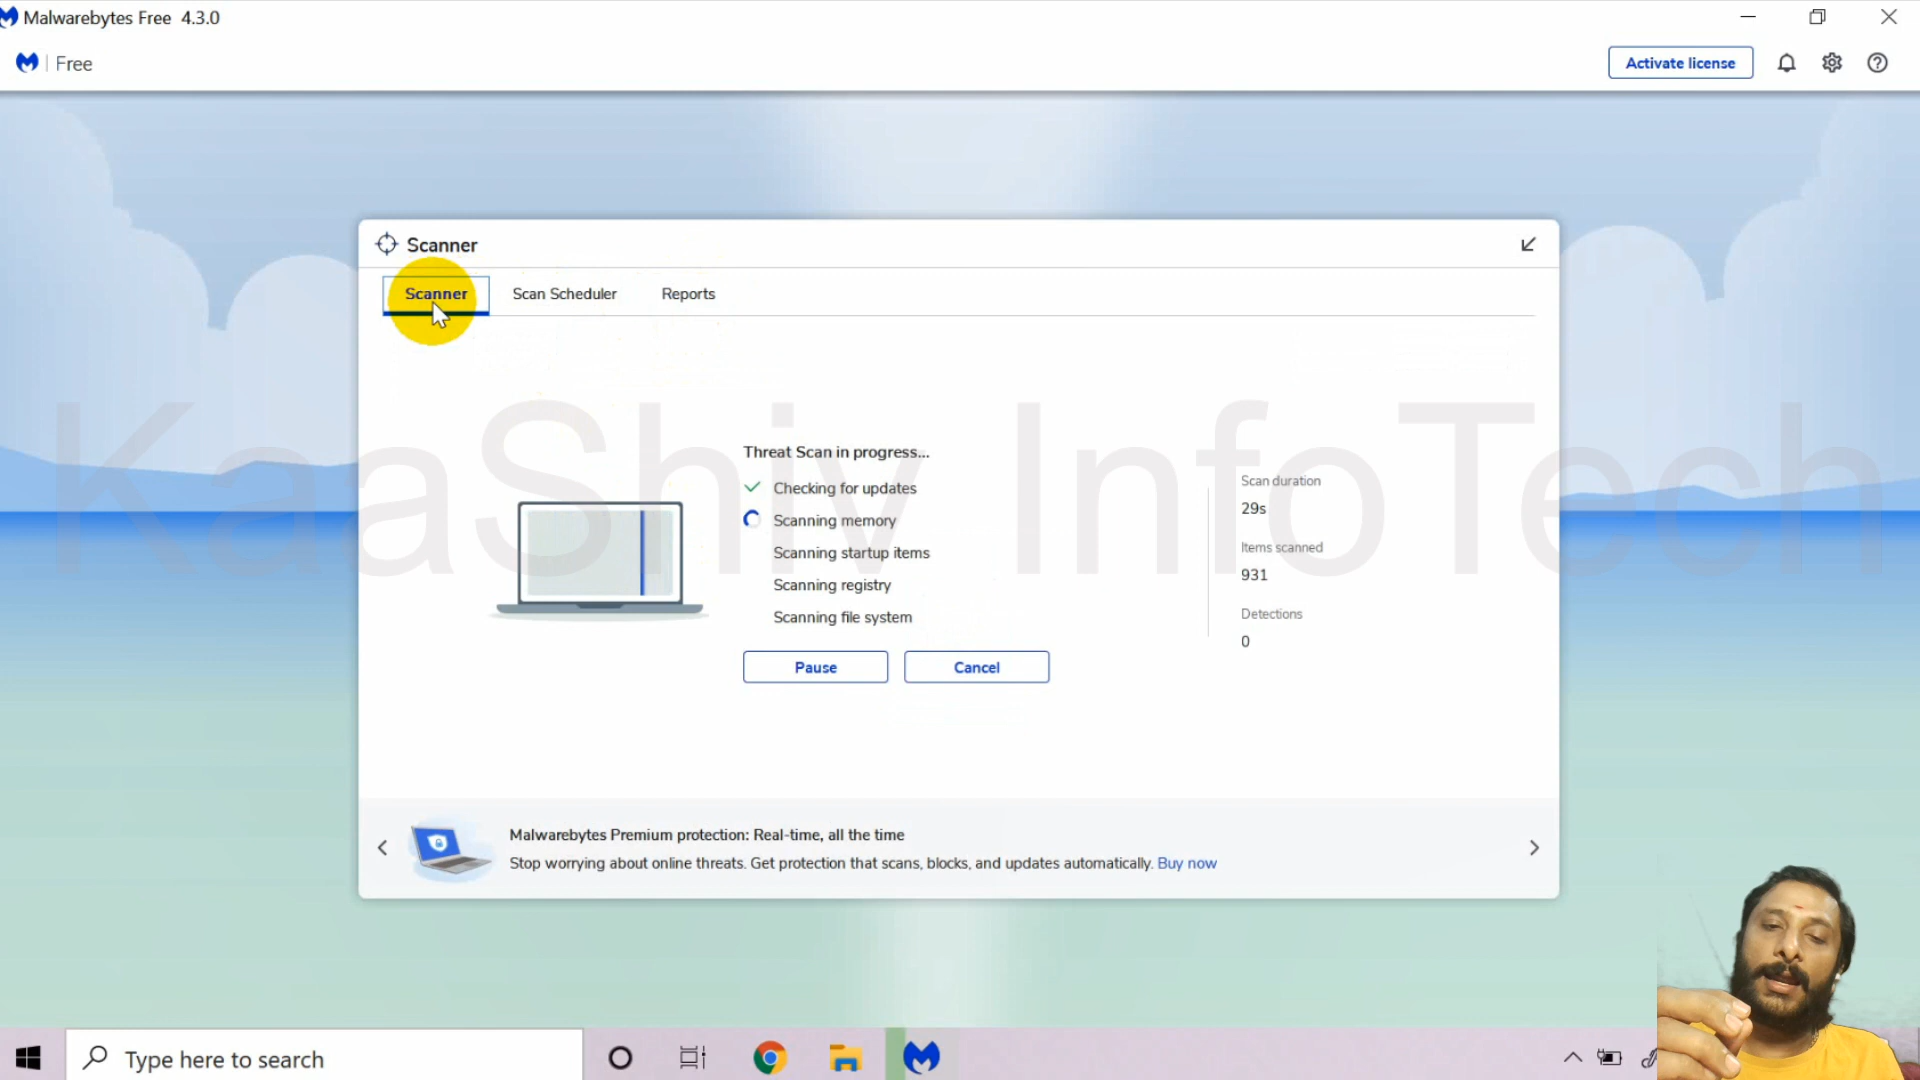 Malwarebytes Free 4.3.0
Free
Activate license
Scanner
Scanner
Scan Scheduler
Reports
KaaShiv InfoTech
Threat Scan in progress...
Checking for updates
Scanning memory
Scanning startup items
Scanning registry
Scanning file system
Pause
Cancel
Scan duration
29s
Items scanned
931
Detections
0
Malwarebytes Premium protection: Real-time, all the time
Stop worrying about online threats. Get protection that scans, blocks, and updates automatically. Buy now
Type here to search